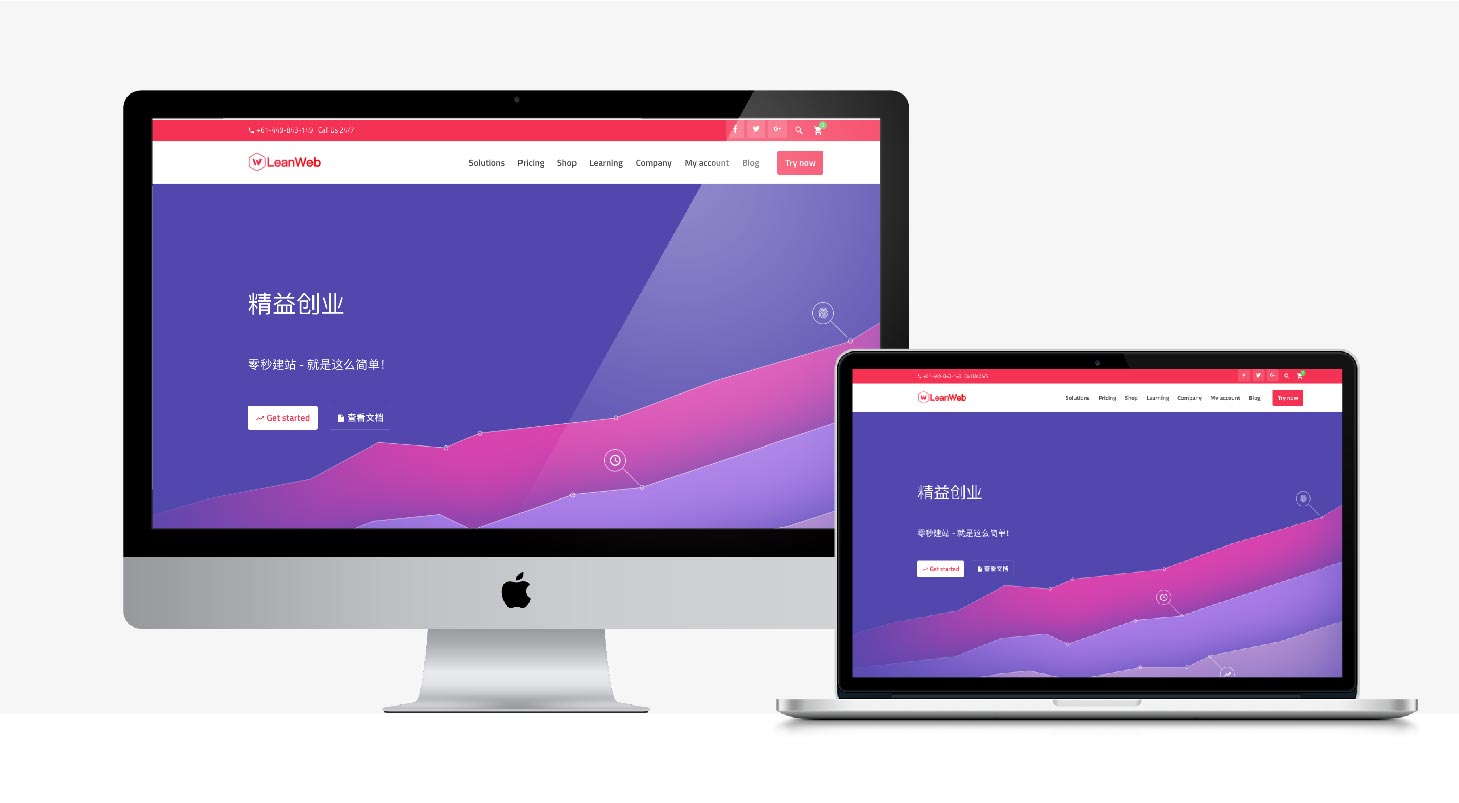 +61-449-843-149 Call Us 24/7
LeanWeb
Solutions Pricing Shop Learning Company My account Blog Try now
精益创业
零秒建站 - 就是这么简单!
Get started 查看文档
LeanWeb
Solutions Pricing Shop Learning Company My account Blog Try now
精益创业
零秒建站 - 就是这么简单!
Get started 查看文档